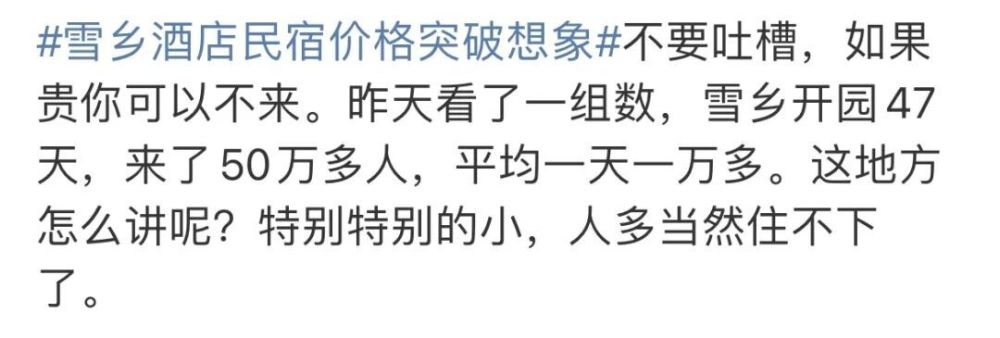 #雪乡酒店民宿价格突破想象#不要吐槽，如果
贵你可以不来。昨天看了一组数，雪乡开园47
天，来了50万多人，平均一天一万多。这地方
怎么讲呢？特别特别的小，人多当然住不下
了。